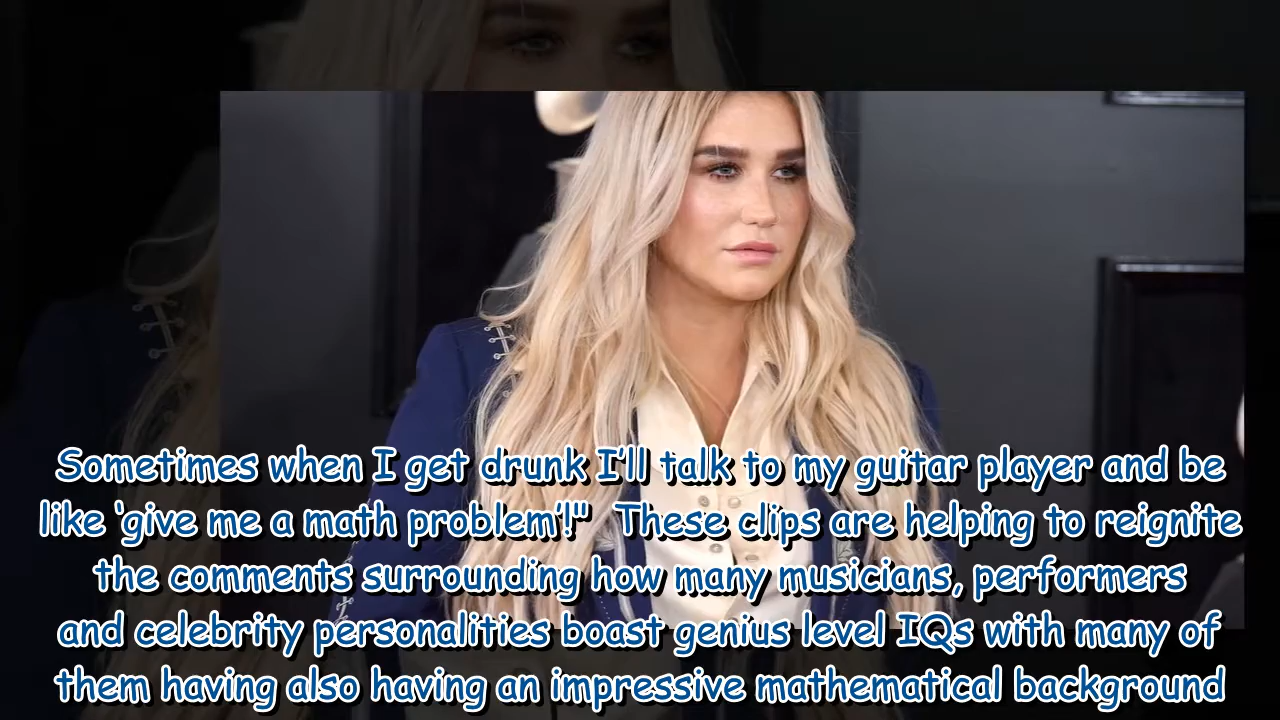 Sometimes when I get drunk I'll talk to my guitar player and be
like 'give me a math problem'!" These clips are helping to reignite
the comments surrounding how many musicians, performers
and celebrity personalities boast genius level IQs with many of
them having also having an impressive mathematical background